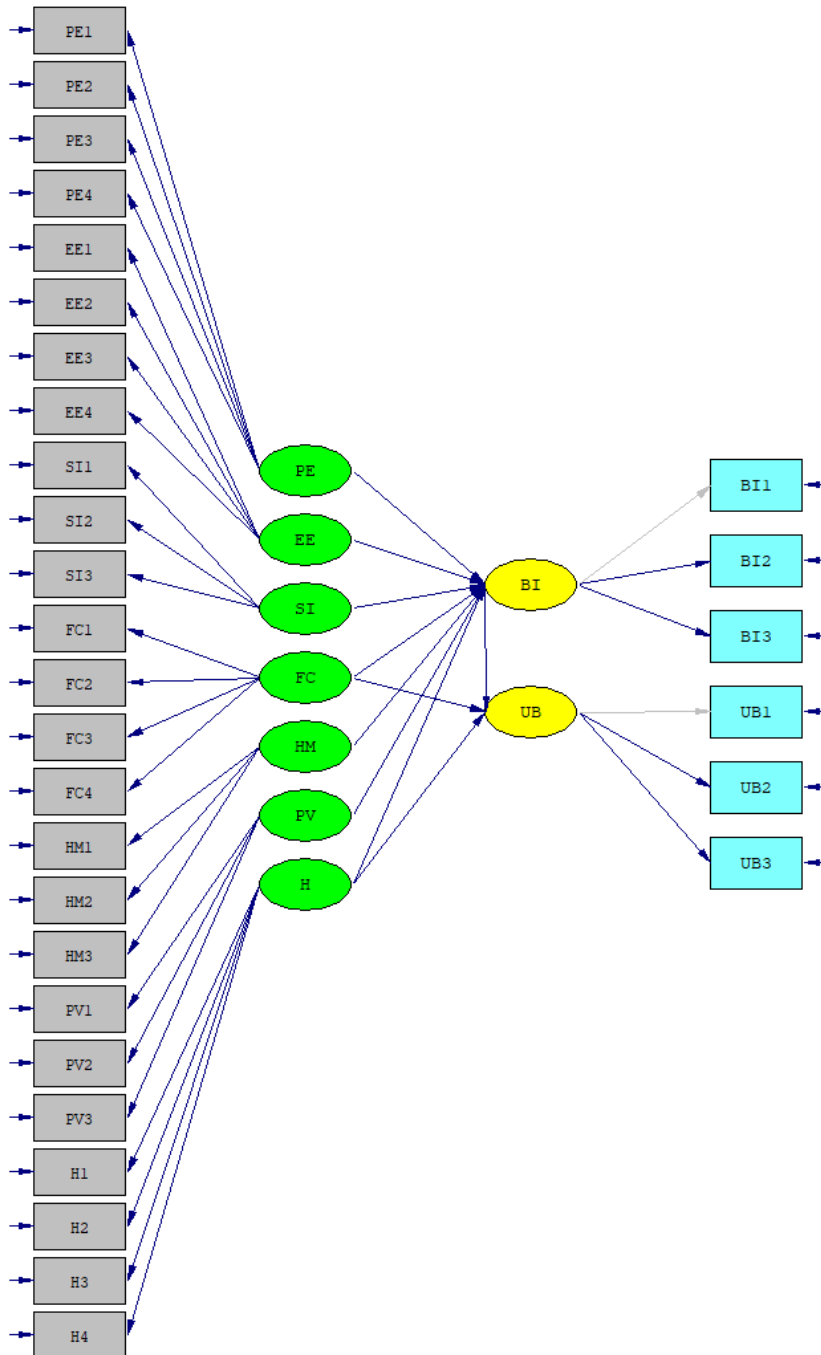 PE1
PE2
PE3
PE4
EE1
EE2
EE3
EE4
SI1
SI2
SI3
FC1
FC2
FC3
FC4
HM1
HM2
HM3
PV1
PV2
PV3
H1
H2
H3
H4
PE
EE
SI
FC
HM
PV
H
BI
UB
BI1
BI2
BI3
UB1
UB2
UB3